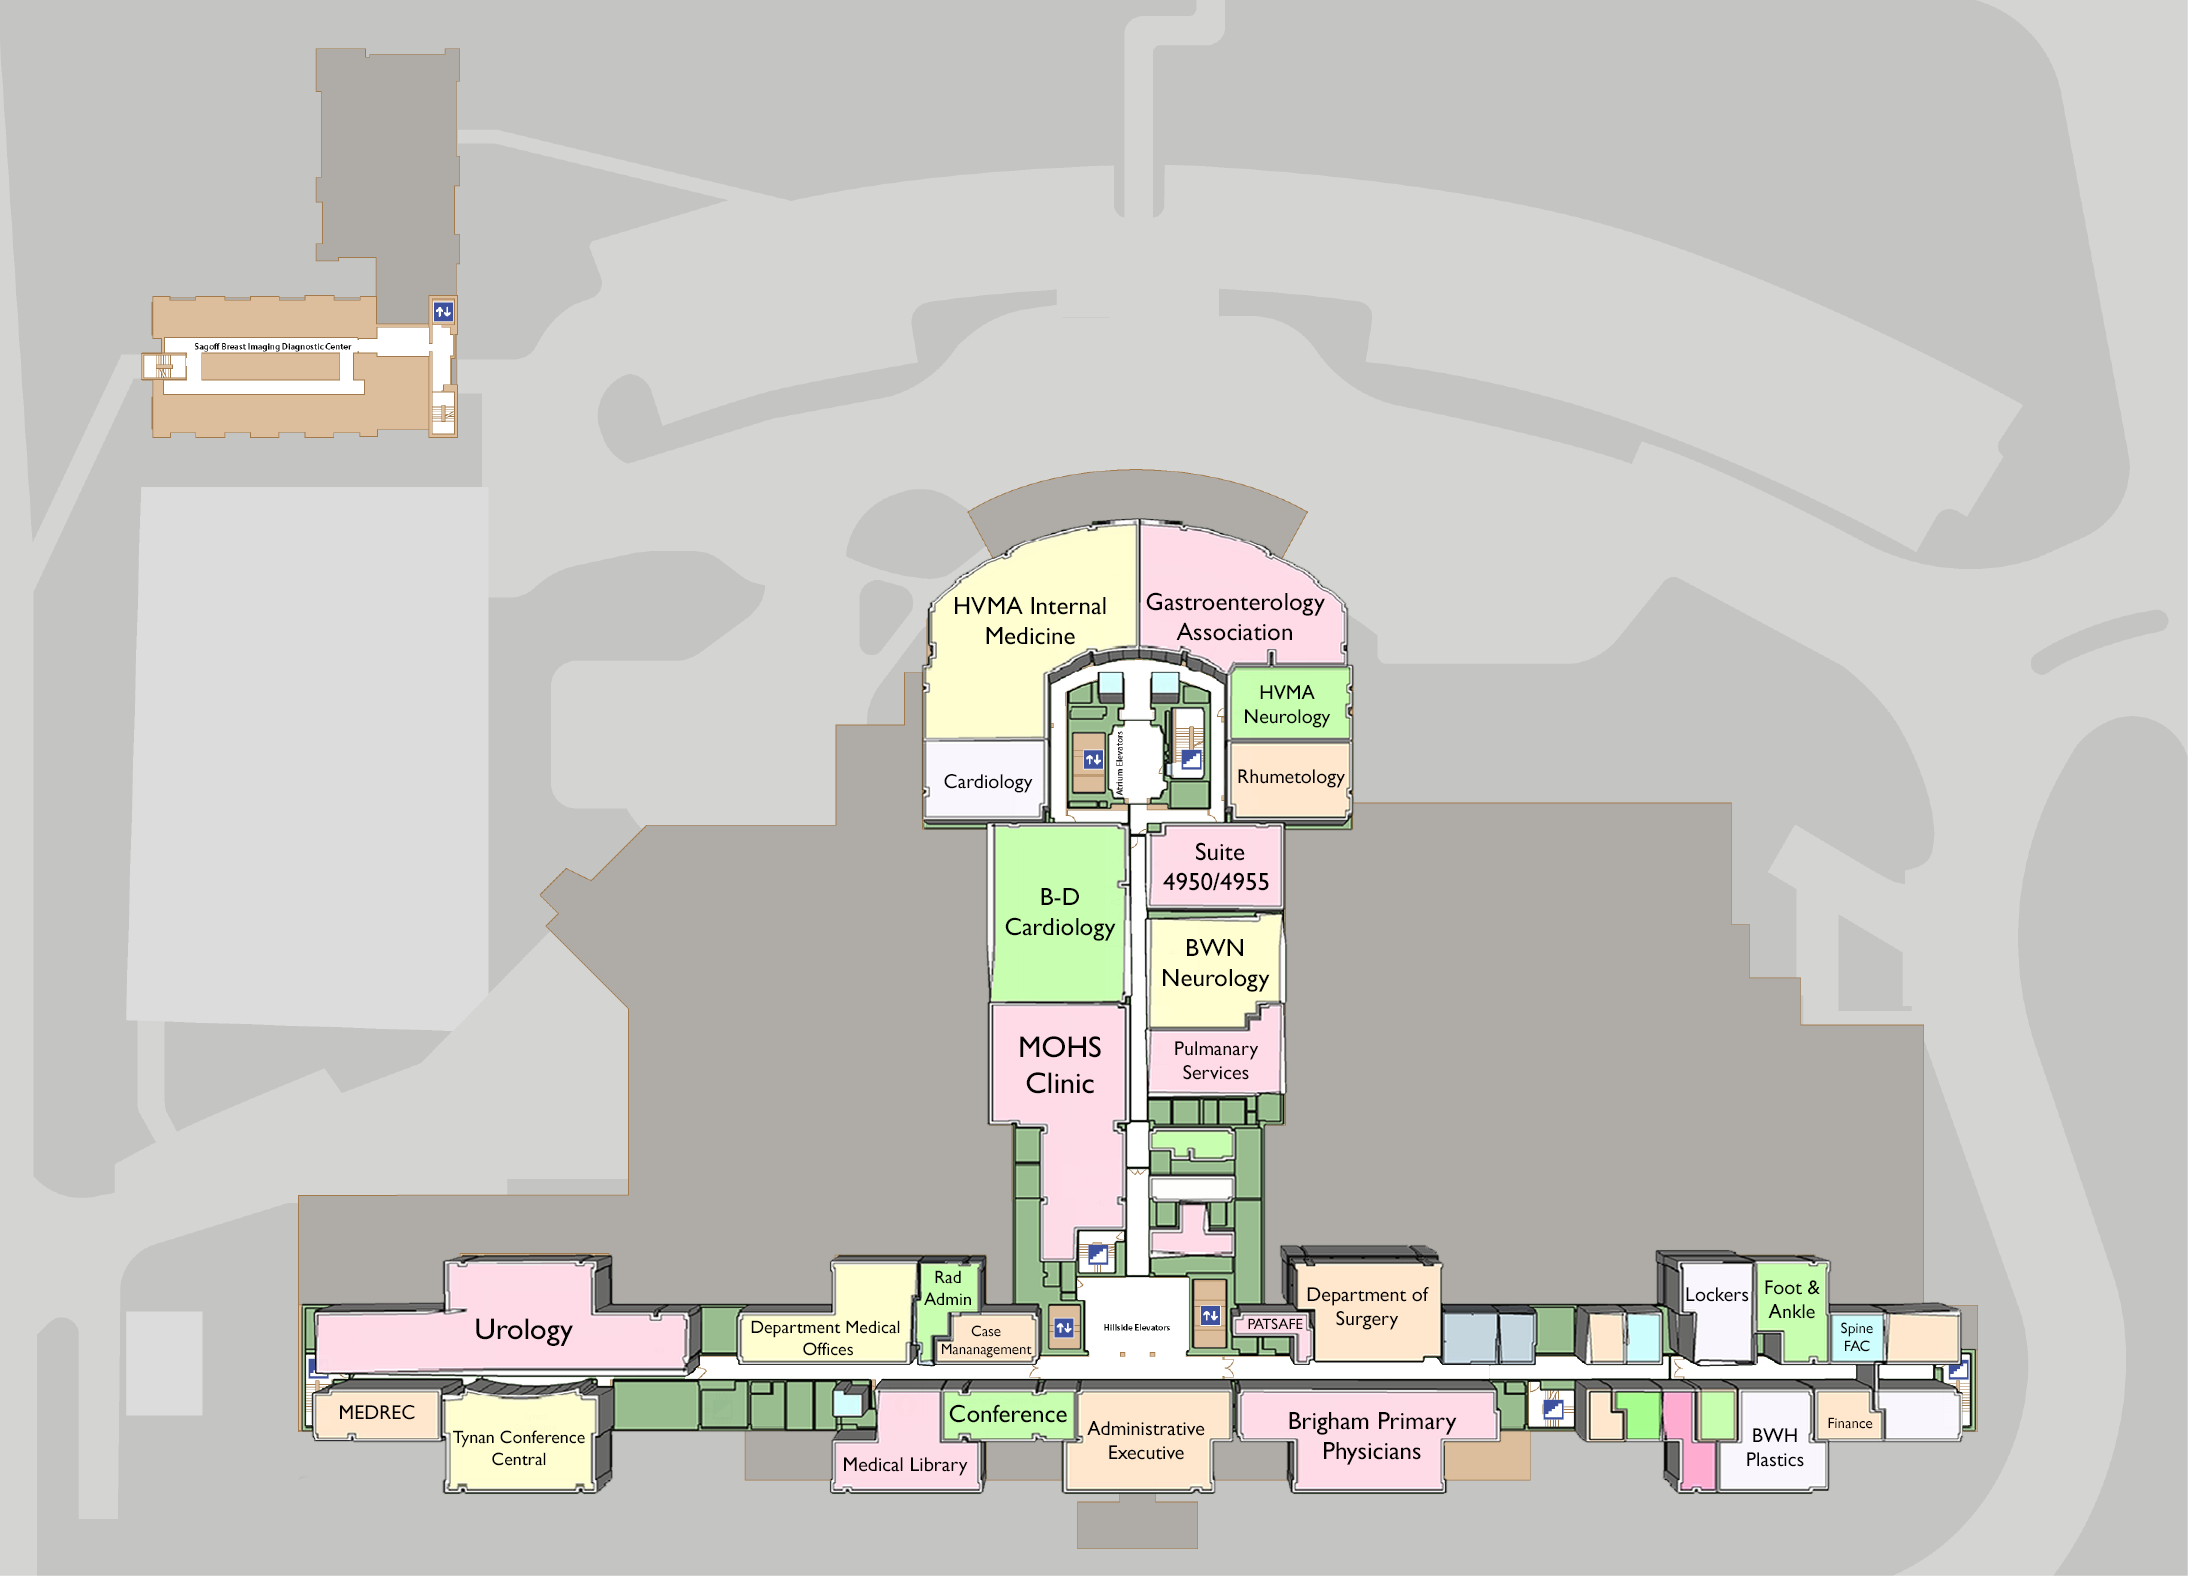 Sagoff Breast Imaging Diagnostic Center
HVMA Internal
Medicine
Gastroenterology
Association
HVMA
Neurology
Cardiology
Atrium Elevators
Rhumetology
B-D
Cardiology
Suite
4950/4955
BWN
Neurology
MOHS
Clinic
Pulmanary
Services
Urology
Department Medical
Offices
Rad
Admin
Case
Mananagement
Hillside Elevators
PATSAFE
Department of
Surgery
Lockers
Foot &
Ankle
Spine
FAC
MEDREC
Tynan Conference
Central
Medical Library
Conference
Administrative
Executive
Brigham Primary
Physicians
BWH
Plastics
Finance